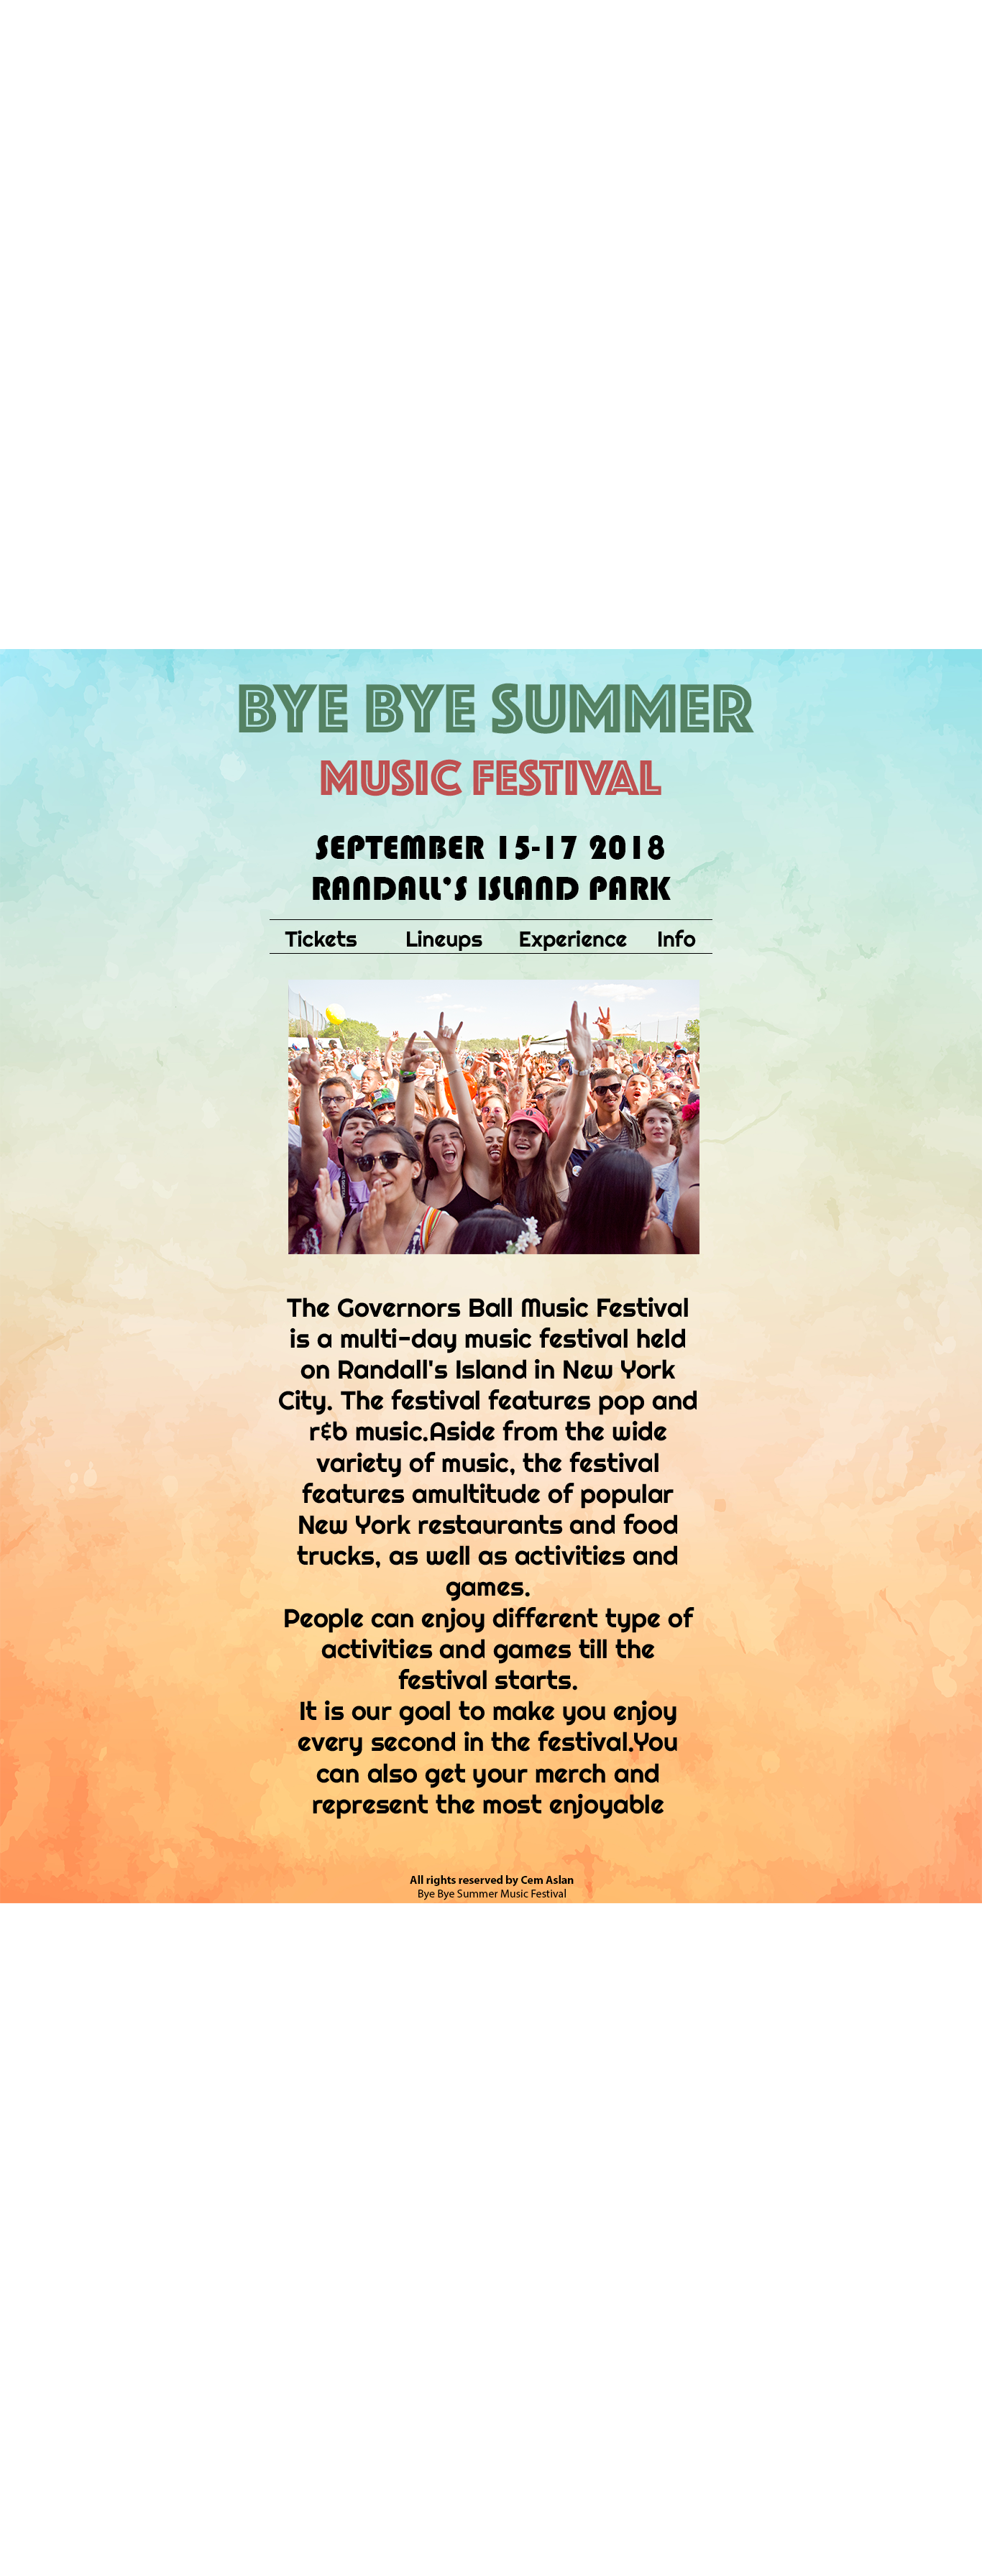 BYE BYE SUMMER
MUSIC FESTIVAL
SEPTEMBER 15-17 2018
RANDALL'S ISLAND PARK
Tickets Lineups Experience Info
The Governors Ball Music Festival
is a multi-day music festival held
on Randall's Island in New York
City. The festival features pop and
r&b music.Aside from the wide
variety of music, the festival
features amultitude of popular
New York restaurants and food
trucks, as well as activities and
games.
People can enjoy different type of
activities and games till the
festival starts.
It is our goal to make you enjoy
every second in the festival.You
can also get your merch and
represent the most enjoyable
All rights reserved by Cem Aslan
Bye Bye Summer Music Festival